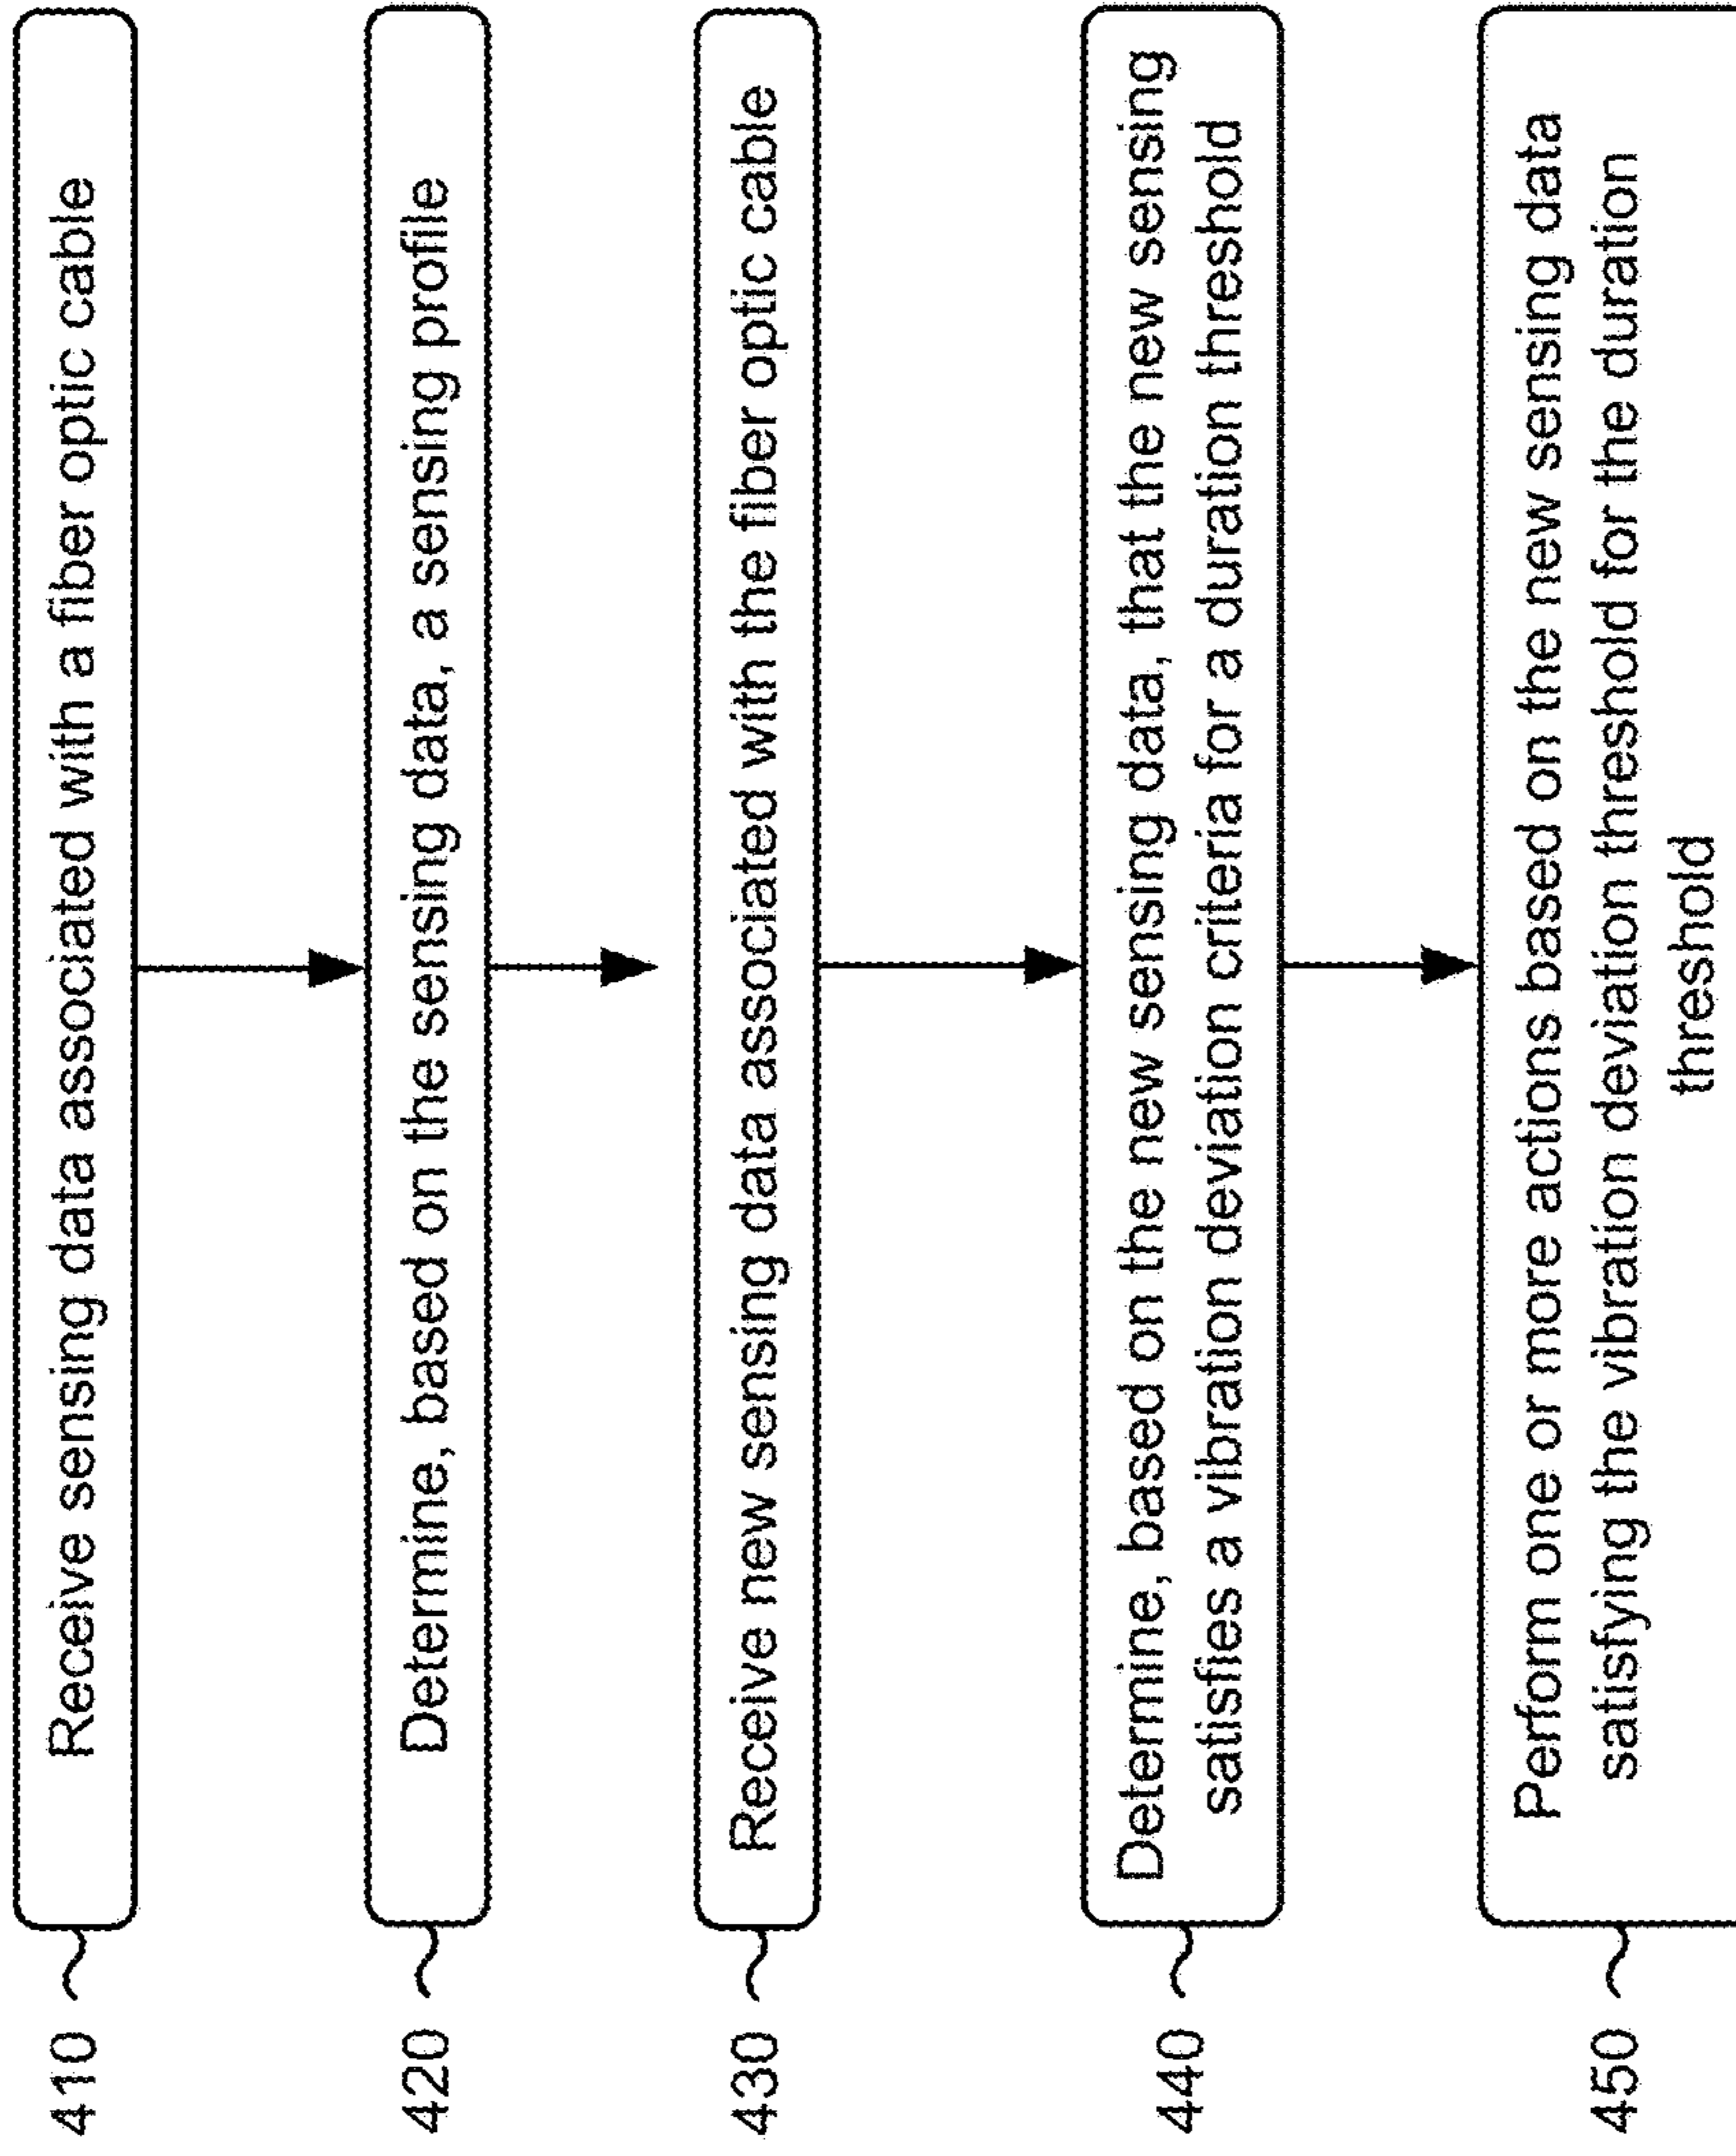 410
Receive sensing data associated with a fiber optic cable
420
Determine, based on the sensing data, a sensing profile
430
Receive new sensing data associated with the fiber optic cable
440
Determine, based on the new sensing data, that the new sensing
satisfies a vibration deviation criteria for a duration threshold
450
Perform one or more actions based on the new sensing data
satisfying the vibration deviation threshold for the duration
threshold